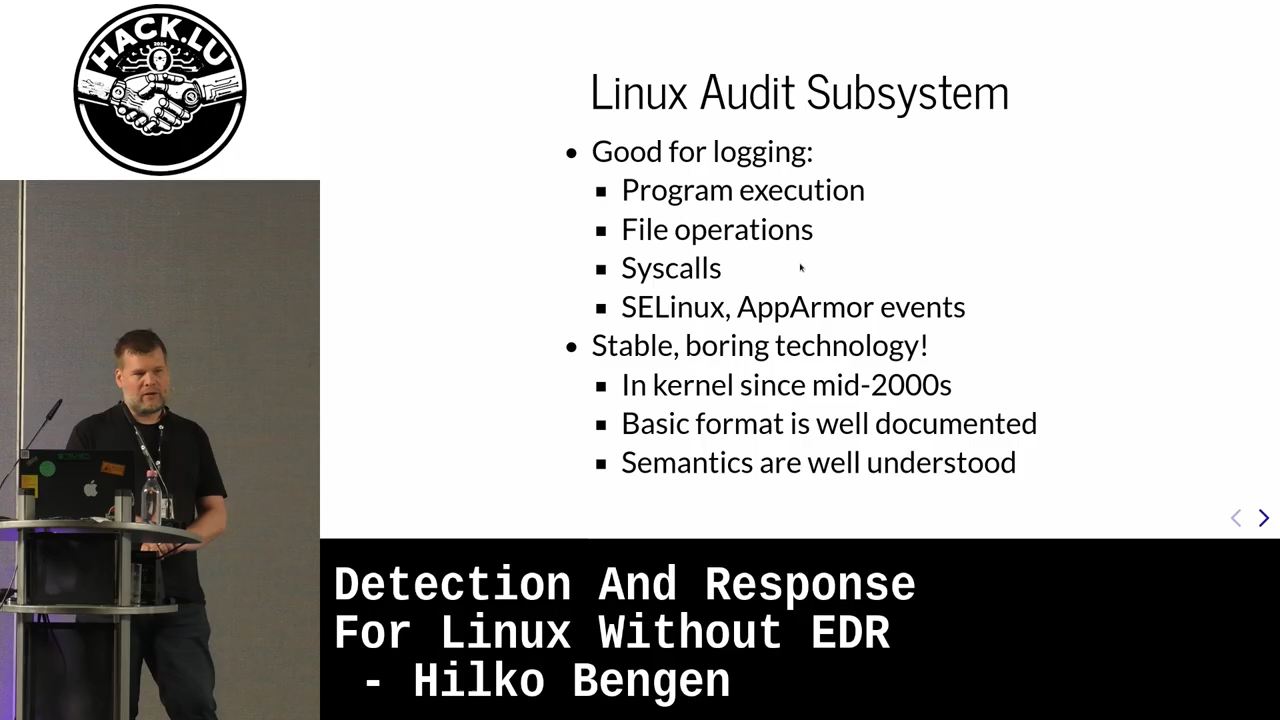 HACK.LU
2024
Linux Audit Subsystem
• Good for logging:
▪ Program execution
▪ File operations
▪ Syscalls
▪ SELinux, AppArmor events
• Stable, boring technology!
▪ In kernel since mid-2000s
▪ Basic format is well documented
▪ Semantics are well understood
Detection And Response
For Linux Without EDR
- Hilko Bengen